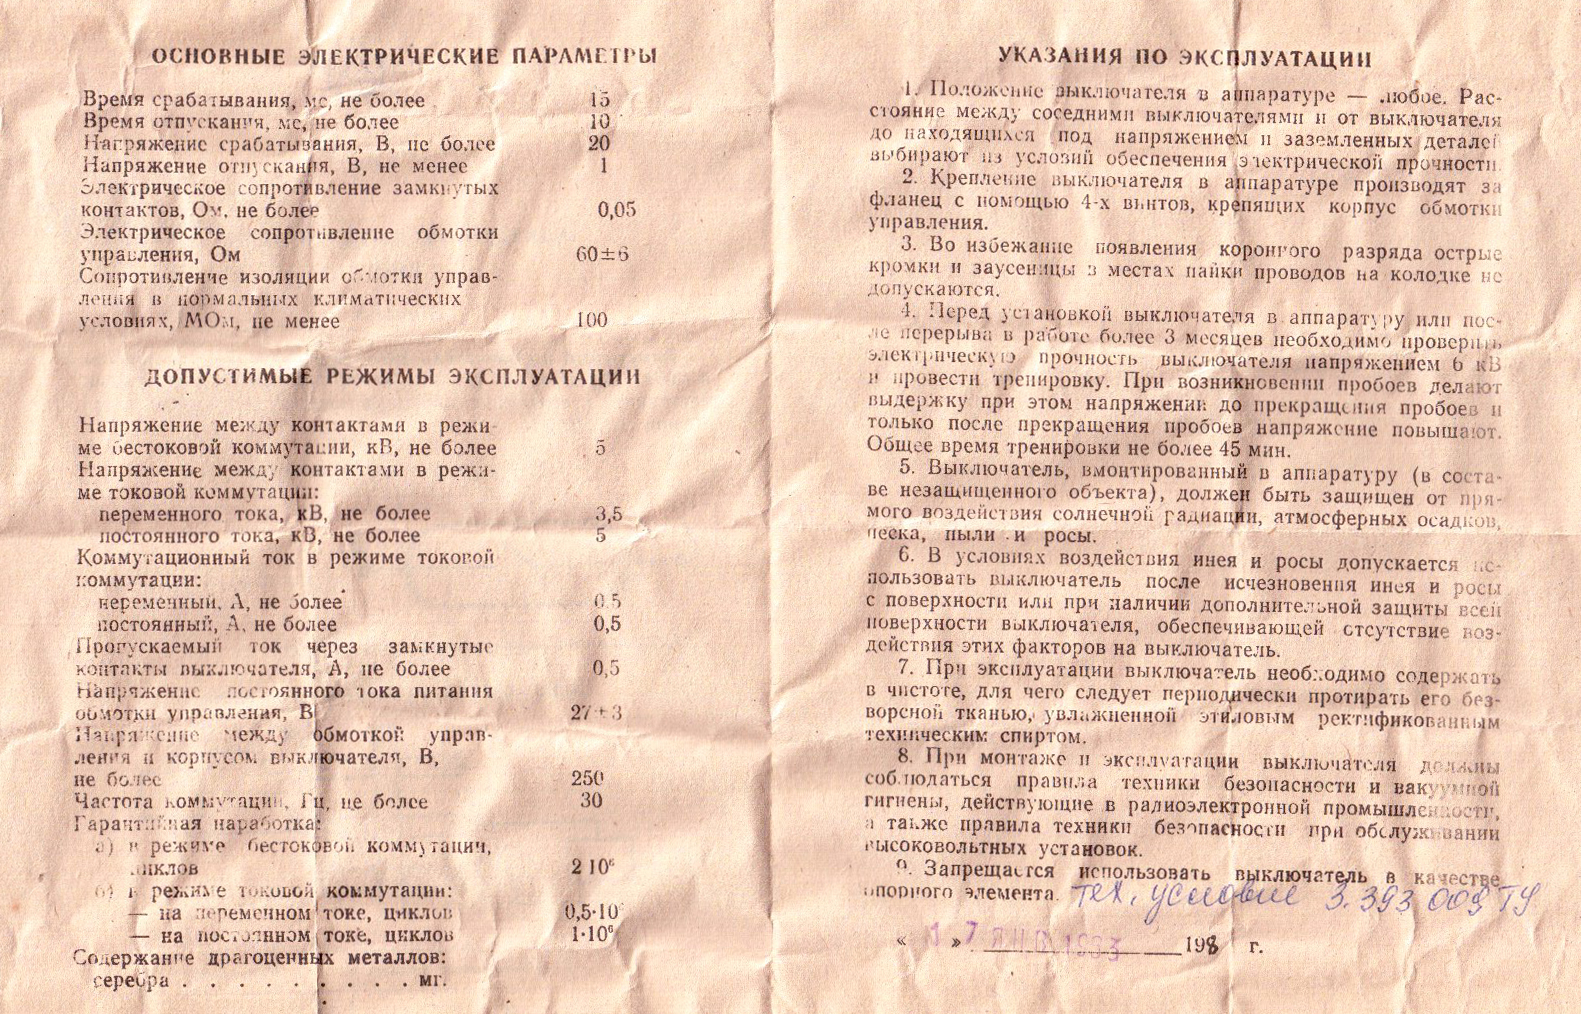 ОСНОВНЫЕ ЭЛЕКТРИЧЕСКИЕ ПАРАМЕТРЫ
Время срабатывания, мс, не более 15
Время отпускания, мс, не более 10
Напряжение срабатывания, В, не более 20
Напряжение отпускания, В, не менее 1
Электрическое сопротивление замкнутых
контактов, Ом, не более 0,05
Электрическое сопротивление обмотки
управления, Ом 60±6
Сопротивление изоляции обмотки управ-
ления в нормальных климатических
условиях, МОм, не менее 100
ДОПУСТИМЫЕ РЕЖИМЫ ЭКСПЛУАТАЦИИ
Напряжение между контактами в режи-
ме бестоковой коммутации, кВ, не более 5
Напряжение между контактами в режи-
ме токовой коммутации:
переменного тока, кВ, не более 3,5
постоянного тока, кВ, не более 5
Коммутационный ток в режиме токовой
коммутации:
переменный, А, не более 0,5
постоянный, А, не более 0,5
Пропускаемый ток через замкнутые
контакты выключателя, А, не более 0,5
Напряжение постоянного тока питания
обмотки управления, В 27±3
Напряжение между обмоткой управ-
ления и корпусом выключателя, В,
не более 250
Частота коммутации, Гц, не более 30
Гарантийная наработка:
а) в режиме бестоковой коммутации,
циклов 2·10⁶
б) в режиме токовой коммутации:
— на переменном токе, циклов 0,5·10⁶
— на постоянном токе, циклов 1·10⁶
Содержание драгоценных металлов:
серебра . . . . . . . . . мг.
УКАЗАНИЯ ПО ЭКСПЛУАТАЦИИ
1. Положение выключателя в аппаратуре — любое. Рас-
стояние между соседними выключателями и от выключателя
до находящихся под напряжением и заземленных деталей
выбирают из условий обеспечения электрической прочности.
2. Крепление выключателя в аппаратуре производят за
фланец с помощью 4-х винтов, крепящих корпус обмотки
управления.
3. Во избежание появления коронного разряда острые
кромки и заусеницы в местах пайки проводов на колодке не
допускаются.
4. Перед установкой выключателя в аппаратуру или пос-
ле перерыва в работе более 3 месяцев необходимо проверить
электрическую прочность выключателя напряжением 6 кВ
и провести тренировку. При возникновении пробоев делают
выдержку при этом напряжении до прекращения пробоев и
только после прекращения пробоев напряжение повышают.
Общее время тренировки не более 45 мин.
5. Выключатель, вмонтированный в аппаратуру (в соста-
ве незащищенного объекта), должен быть защищен от пря-
мого воздействия солнечной радиации, атмосферных осадков,
песка, пыли и росы.
6. В условиях воздействия инея и росы допускается ис-
пользовать выключатель после исчезновения инея и росы
с поверхности или при наличии дополнительной защиты всей
поверхности выключателя, обеспечивающей отсутствие воз-
действия этих факторов на выключатель.
7. При эксплуатации выключатель необходимо содержать
в чистоте, для чего следует периодически протирать его без-
ворсной тканью, увлажненной этиловым ректификованным
техническим спиртом.
8. При монтаже и эксплуатации выключателя должны
соблюдаться правила техники безопасности и вакуумной
гигиены, действующие в радиоэлектронной промышленности,
а также правила техники безопасности при обслуживании
высоковольтных установок.
9. Запрещается использовать выключатель в качестве
опорного элемента. Тех. условие 3.393 009 ТУ
« 17 » ЯНВ 1983 198 г.